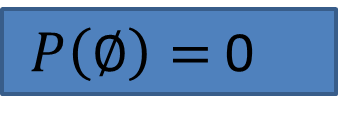 P(∅) = 0